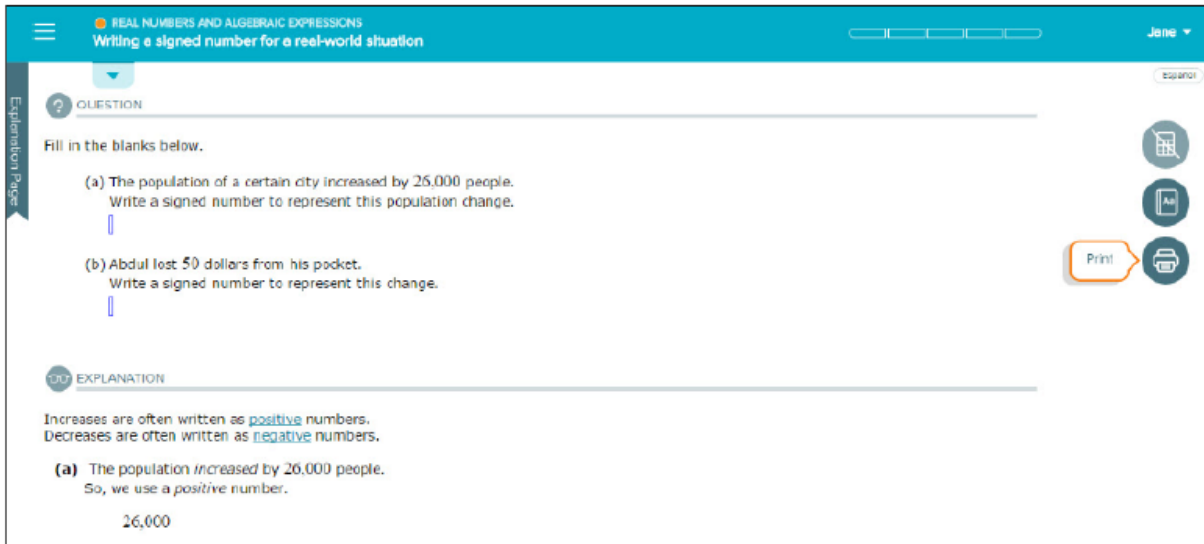 REAL NUMBERS AND ALGEBRAIC EXPRESSIONS
Writing a signed number for a real-world situation
Jane
Español
Explanation Page
QUESTION
Fill in the blanks below.
(a) The population of a certain city increased by 26,000 people.
Write a signed number to represent this population change.
(b) Abdul lost 50 dollars from his pocket.
Write a signed number to represent this change.
Print
EXPLANATION
Increases are often written as positive numbers.
Decreases are often written as negative numbers.
(a) The population increased by 26,000 people.
So, we use a positive number.
26,000